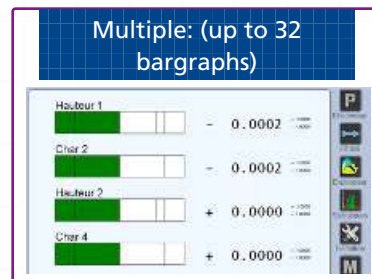 Multiple: (up to 32
bargraphs)
Hauteur 1
- 0.0002
Char 2
- 0.0002
Hauteur 2
+ 0.0000
Char 4
+ 0.0000
P
M